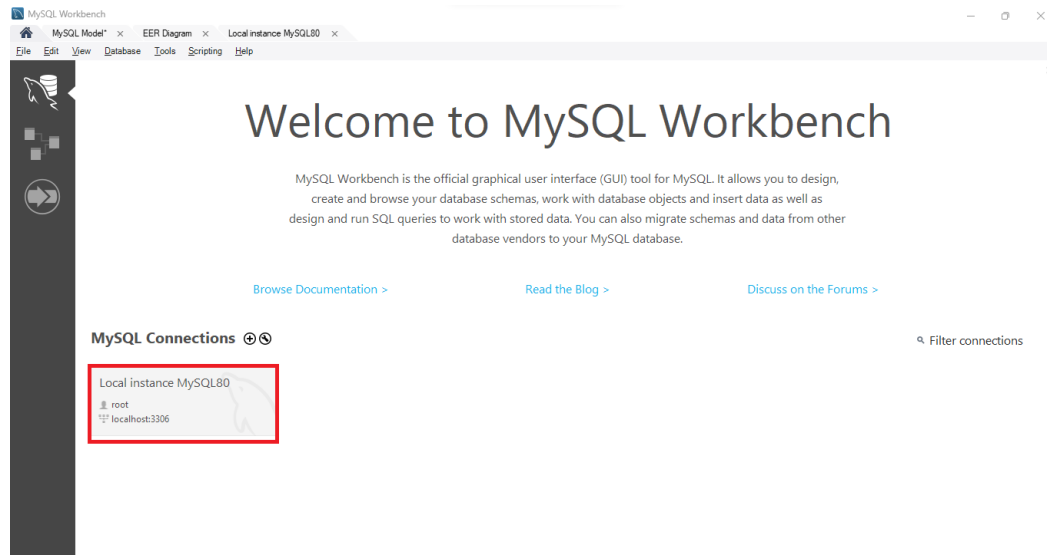 MySQL Workbench
MySQL Model* × EER Diagram × Local instance MySQL80 ×
File Edit View Database Tools Scripting Help
Welcome to MySQL Workbench
MySQL Workbench is the official graphical user interface (GUI) tool for MySQL. It allows you to design,
create and browse your database schemas, work with database objects and insert data as well as
design and run SQL queries to work with stored data. You can also migrate schemas and data from other
database vendors to your MySQL database.
Browse Documentation > Read the Blog > Discuss on the Forums >
MySQL Connections
Filter connections
Local instance MySQL80
root
localhost:3306